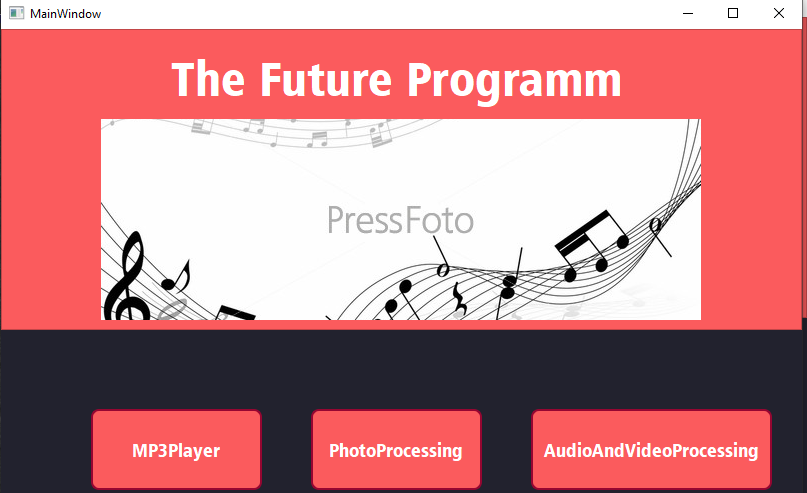 MainWindow
The Future Programm
PressFoto
MP3Player
PhotoProcessing
AudioAndVideoProcessing